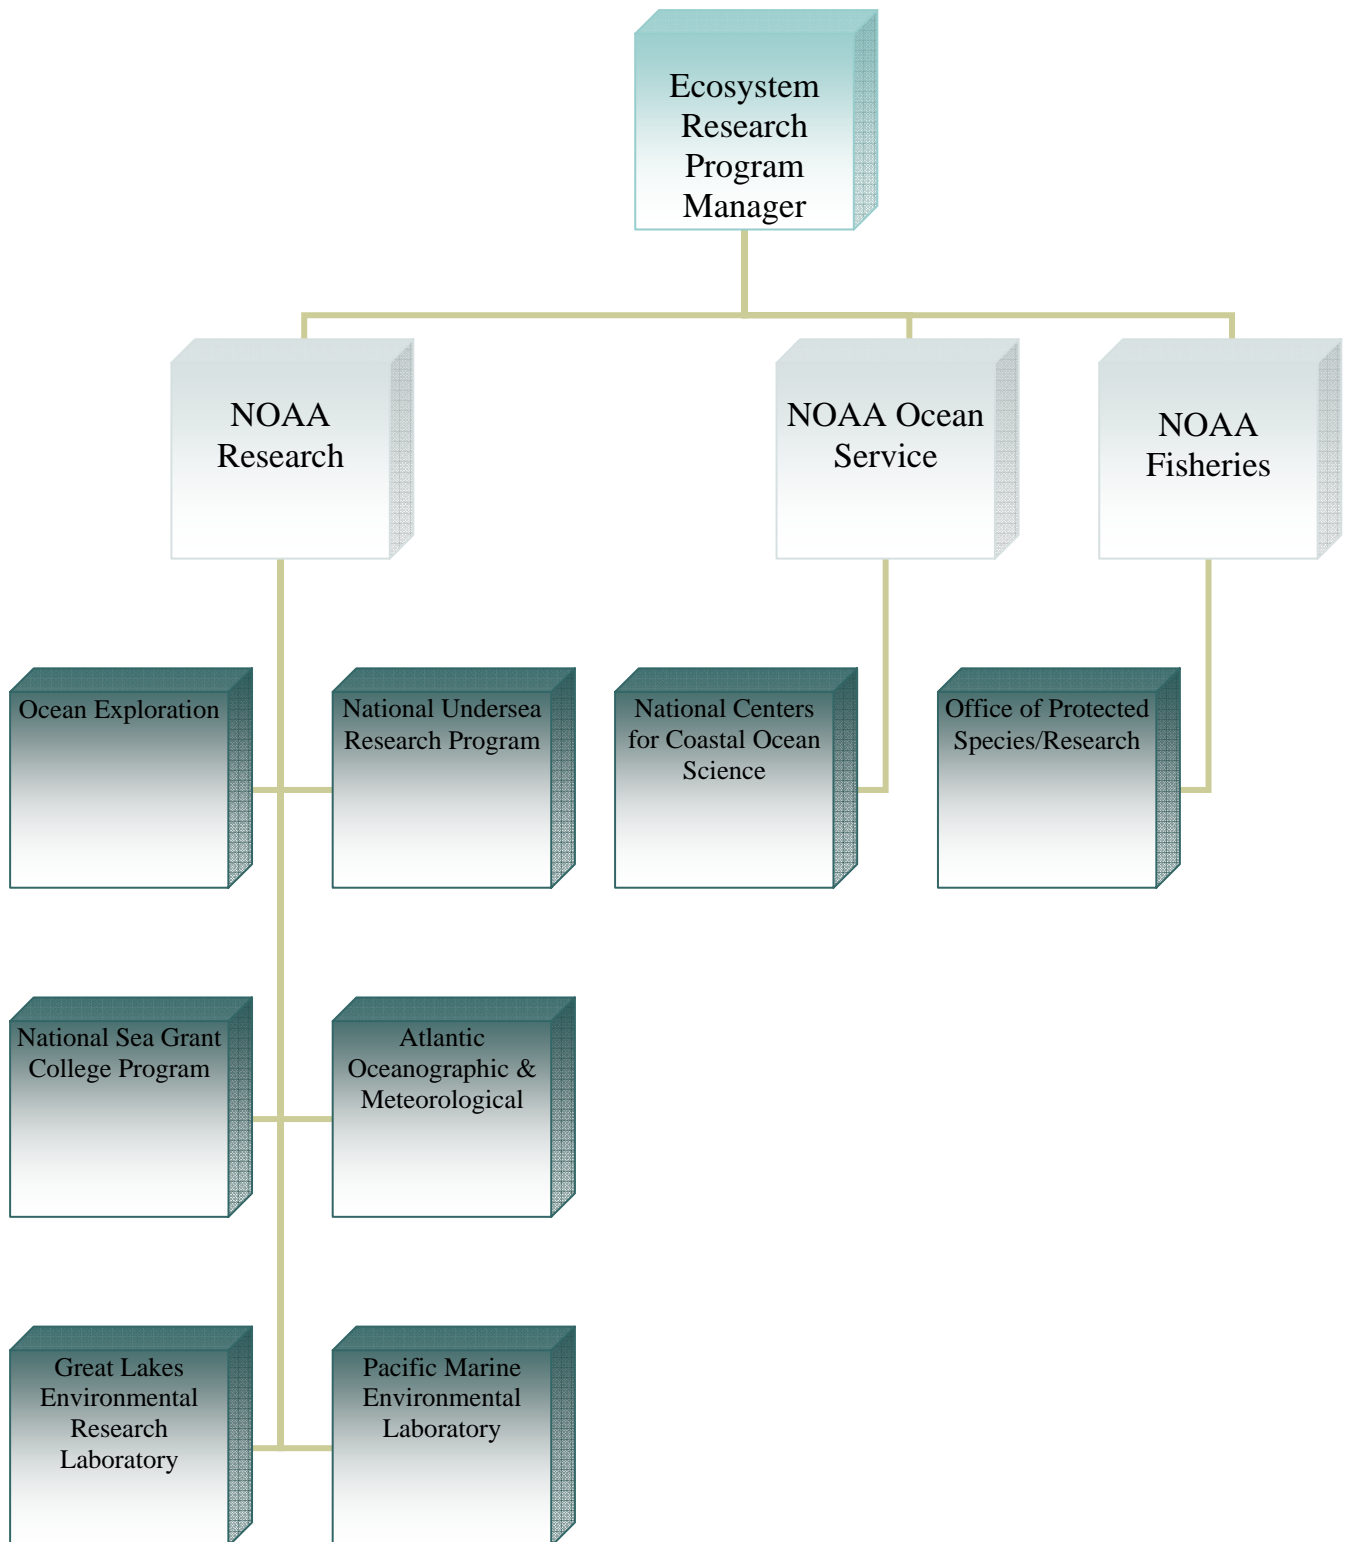 Ecosystem
Research
Program
Manager
NOAA
Research
NOAA Ocean
Service
NOAA
Fisheries
Ocean Exploration
National Undersea
Research Program
National Centers
for Coastal Ocean
Science
Office of Protected
Species/Research
National Sea Grant
College Program
Atlantic
Oceanographic &
Meteorological
Great Lakes
Environmental
Research
Laboratory
Pacific Marine
Environmental
Laboratory